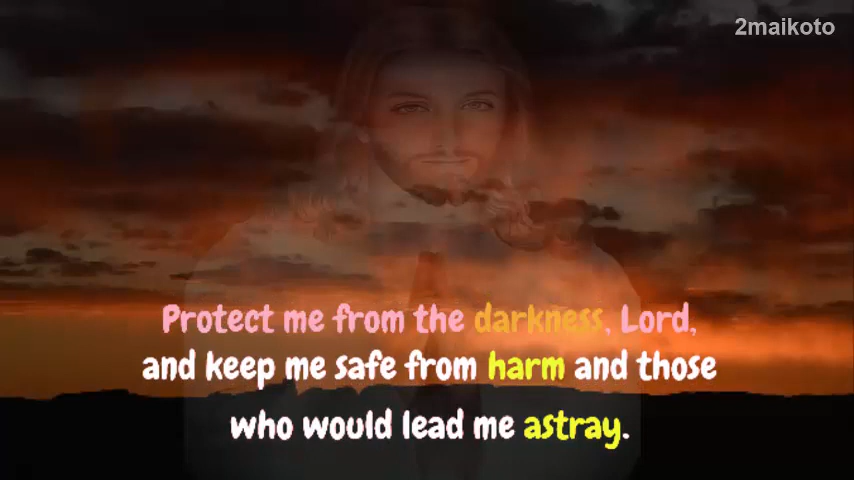 2maikoto
Protect me from the darkness, Lord,
and keep me safe from harm and those
who would lead me astray.